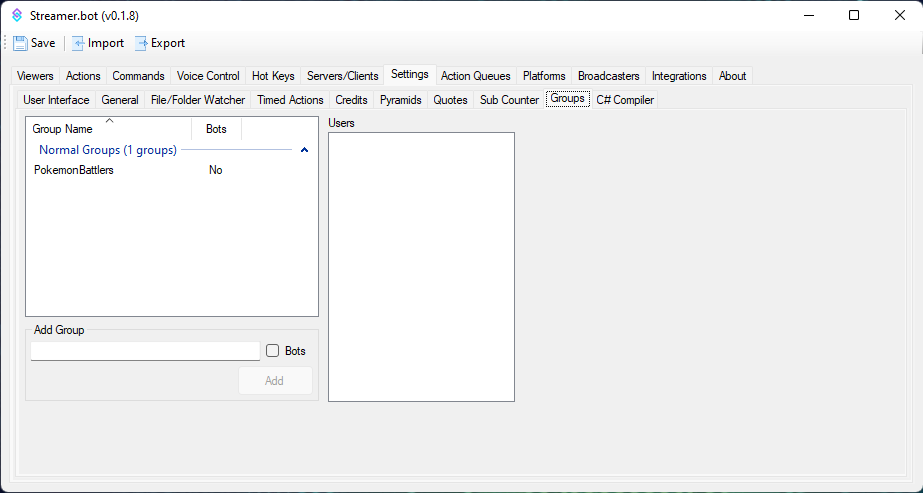 Streamer.bot (v0.1.8)
Save Import Export
Viewers Actions Commands Voice Control Hot Keys Servers/Clients Settings Action Queues Platforms Broadcasters Integrations About
User Interface General File/Folder Watcher Timed Actions Credits Pyramids Quotes Sub Counter Groups C# Compiler
Group Name Bots
Normal Groups (1 groups)
PokemonBattlers No
Add Group
Bots
Add
Users